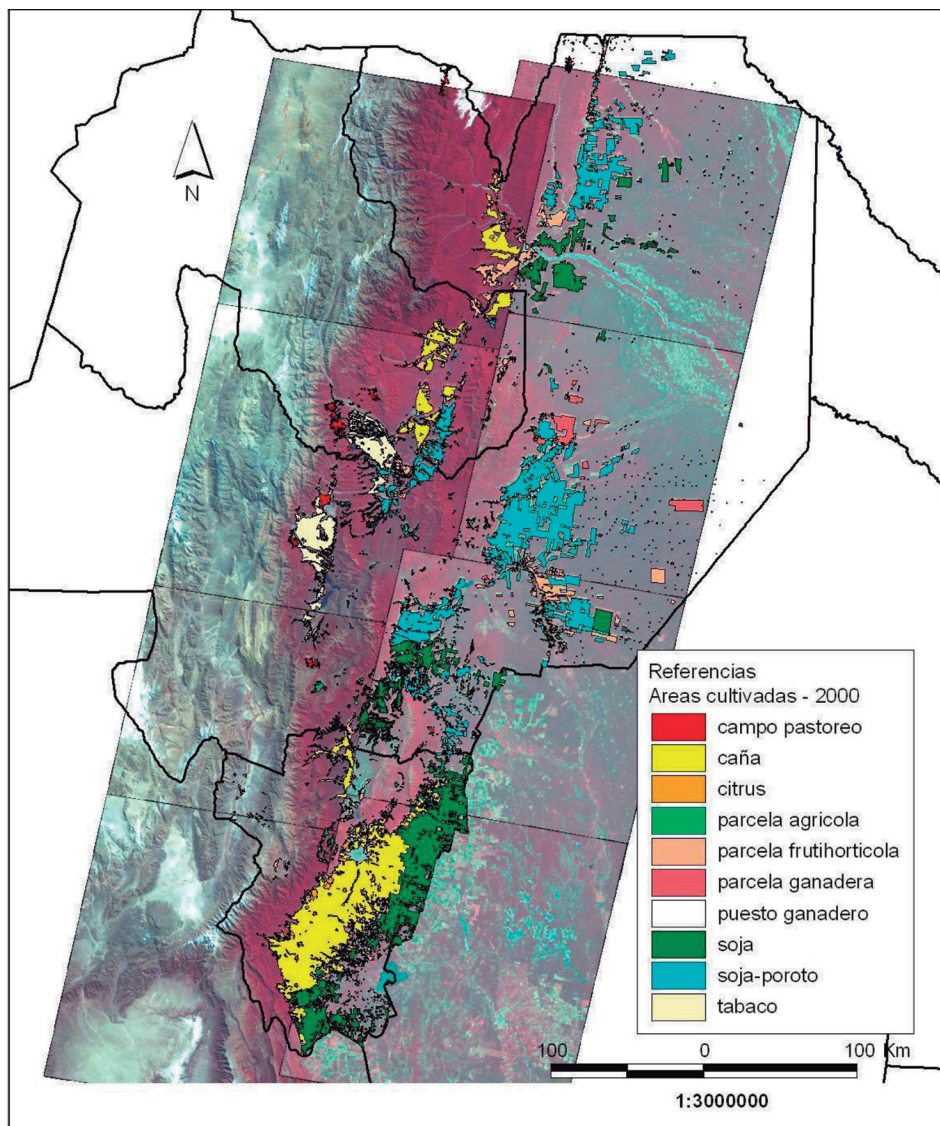 N
Referencias
Areas cultivadas - 2000
campo pastoreo
caña
citrus
parcela agricola
parcela frutihorticola
parcela ganadera
puesto ganadero
soja
soja-poroto
tabaco
100 0 100 Km
1:3000000